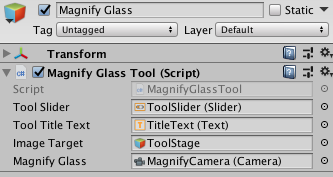 Magnify Glass Static
Tag Untagged Layer Default
Transform
Magnify Glass Tool (Script)
Script MagnifyGlassTool
Tool Slider ToolSlider (Slider)
Tool Title Text TitleText (Text)
Image Target ToolStage
Magnify Glass MagnifyCamera (Camera)